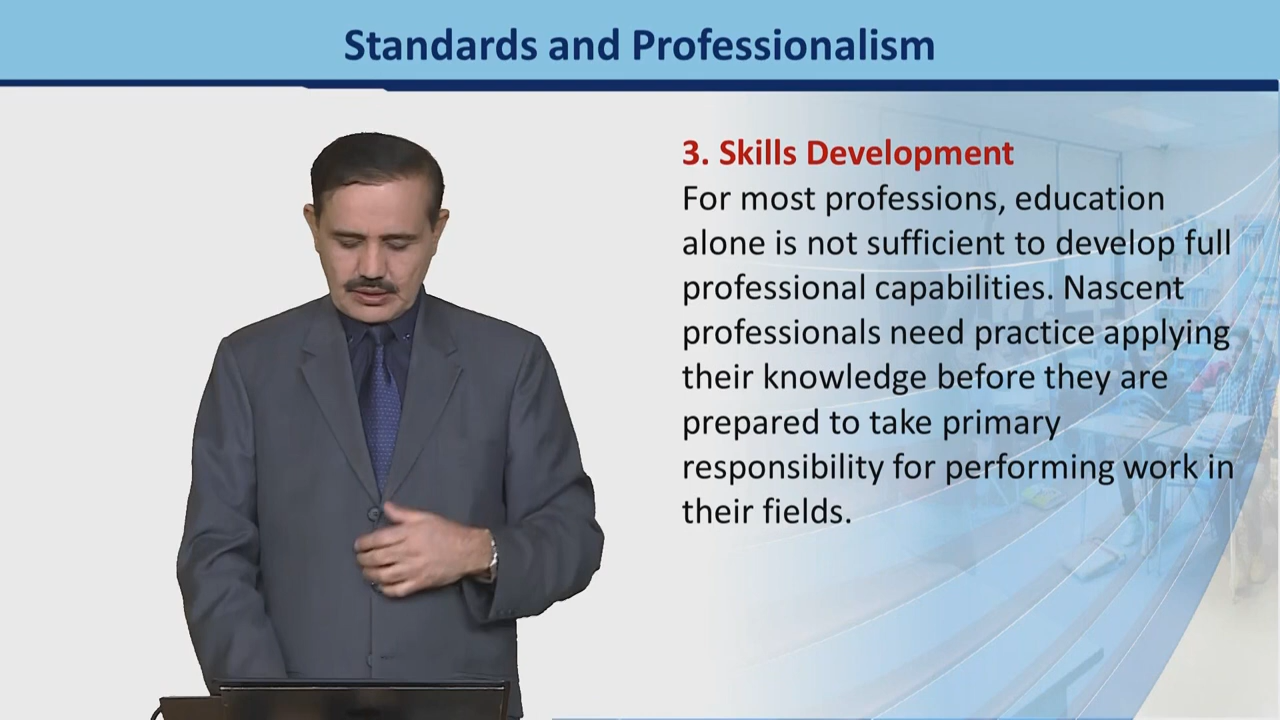 Standards and Professionalism
3. Skills Development
For most professions, education
alone is not sufficient to develop full
professional capabilities. Nascent
professionals need practice applying
their knowledge before they are
prepared to take primary
responsibility for performing work in
their fields.